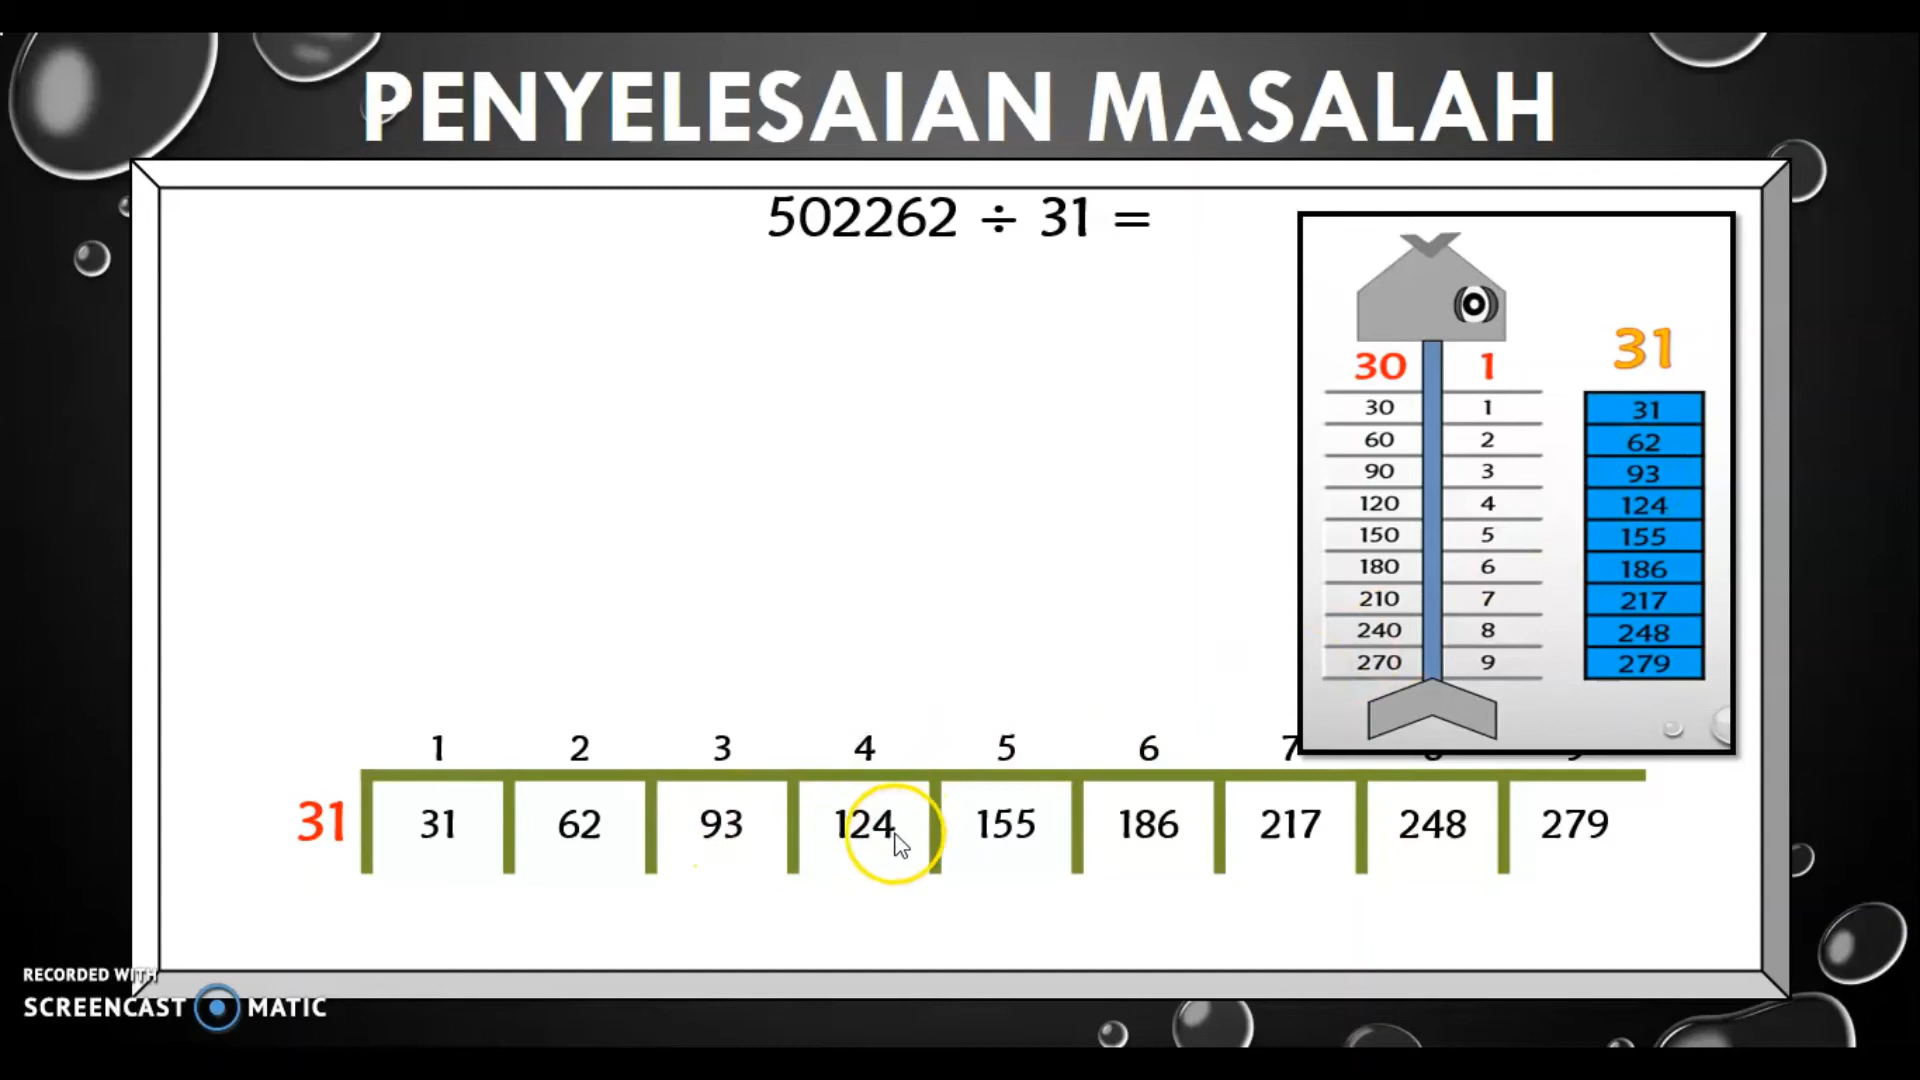 PENYELESAIAN MASALAH
502262 ÷ 31 =
30 1 31
30 1 31
60 2 62
90 3 93
120 4 124
150 5 155
180 6 186
210 7 217
240 8 248
270 9 279
1 2 3 4 5 6 7
31 31 62 93 124 155 186 217 248 279
RECORDED WITH
SCREENCAST MATIC